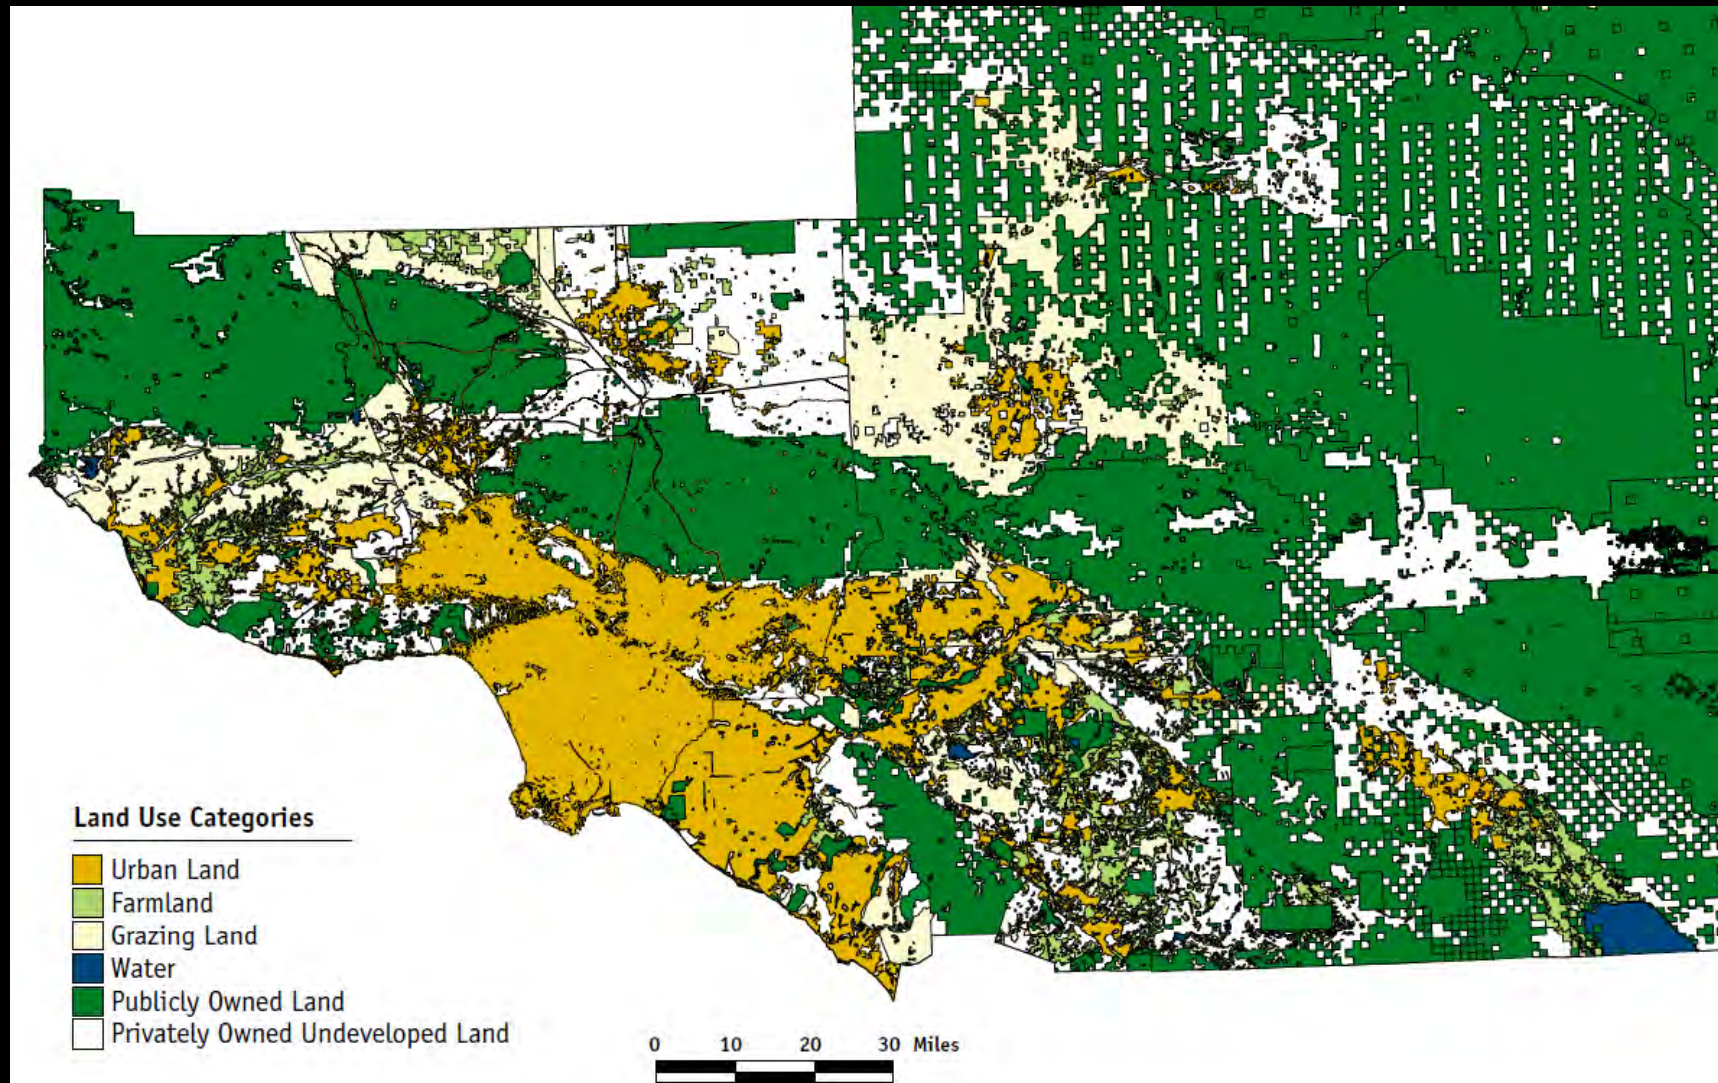 Land Use Categories
Urban Land
Farmland
Grazing Land
Water
Publicly Owned Land
Privately Owned Undeveloped Land
0 10 20 30 Miles